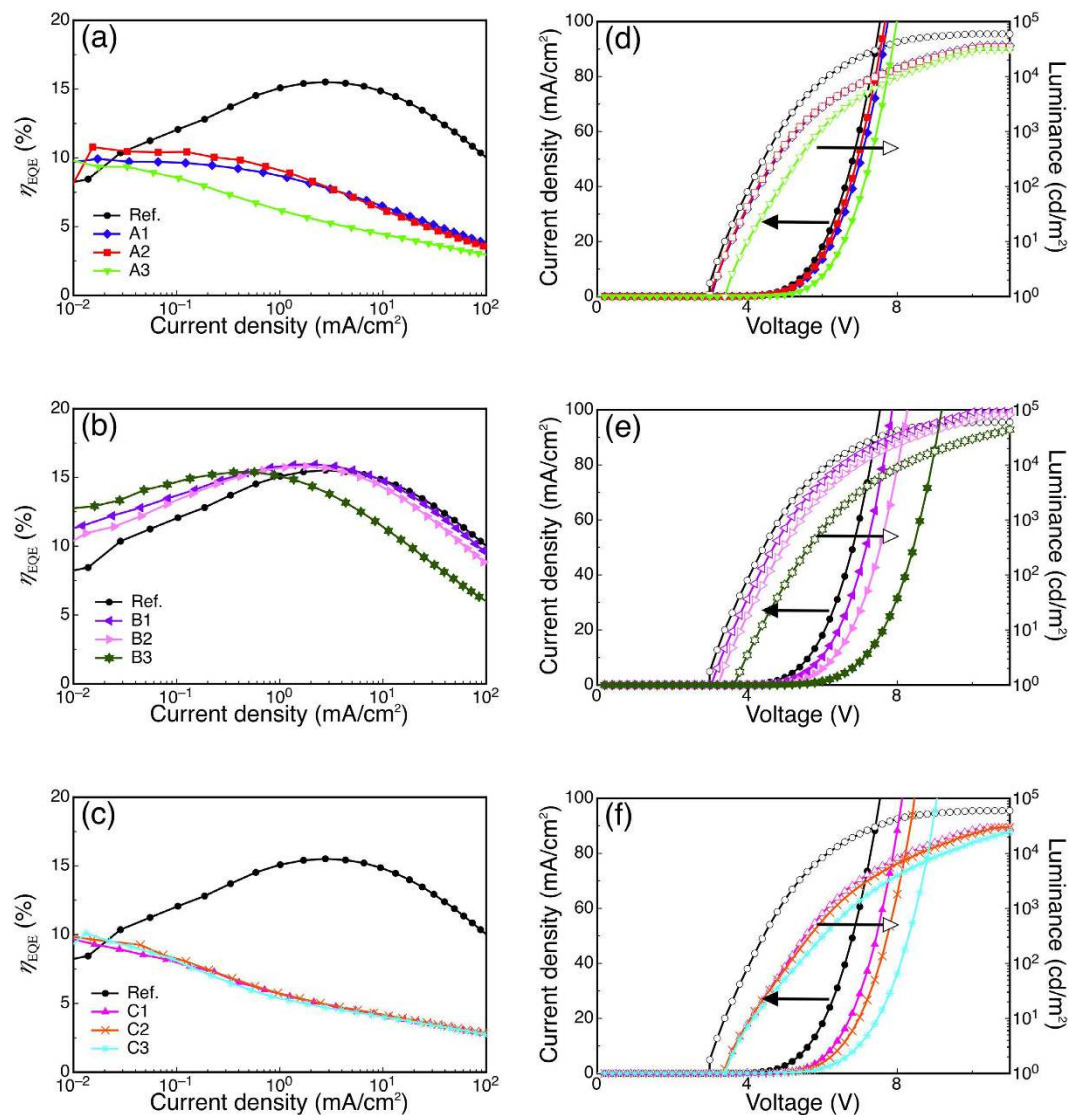 (a)
20
15
10
5
0
η_EQE (%)
Ref.
A1
A2
A3
10⁻² 10⁻¹ 10⁰ 10¹ 10²
Current density (mA/cm²)
(d)
100
80
60
40
20
0
Current density (mA/cm²)
10⁵
10⁴
10³
10²
10¹
10⁰
Luminance (cd/m²)
4 8
Voltage (V)
(b)
20
15
10
5
0
η_EQE (%)
Ref.
B1
B2
B3
10⁻² 10⁻¹ 10⁰ 10¹ 10²
Current density (mA/cm²)
(e)
100
80
60
40
20
0
Current density (mA/cm²)
10⁵
10⁴
10³
10²
10¹
10⁰
Luminance (cd/m²)
0 4 8
Voltage (V)
(c)
20
15
10
5
0
η_EQE (%)
Ref.
C1
C2
C3
10⁻² 10⁻¹ 10⁰ 10¹ 10²
Current density (mA/cm²)
(f)
100
80
60
40
20
0
Current density (mA/cm²)
10⁵
10⁴
10³
10²
10¹
10⁰
Luminance (cd/m²)
0 4 8
Voltage (V)